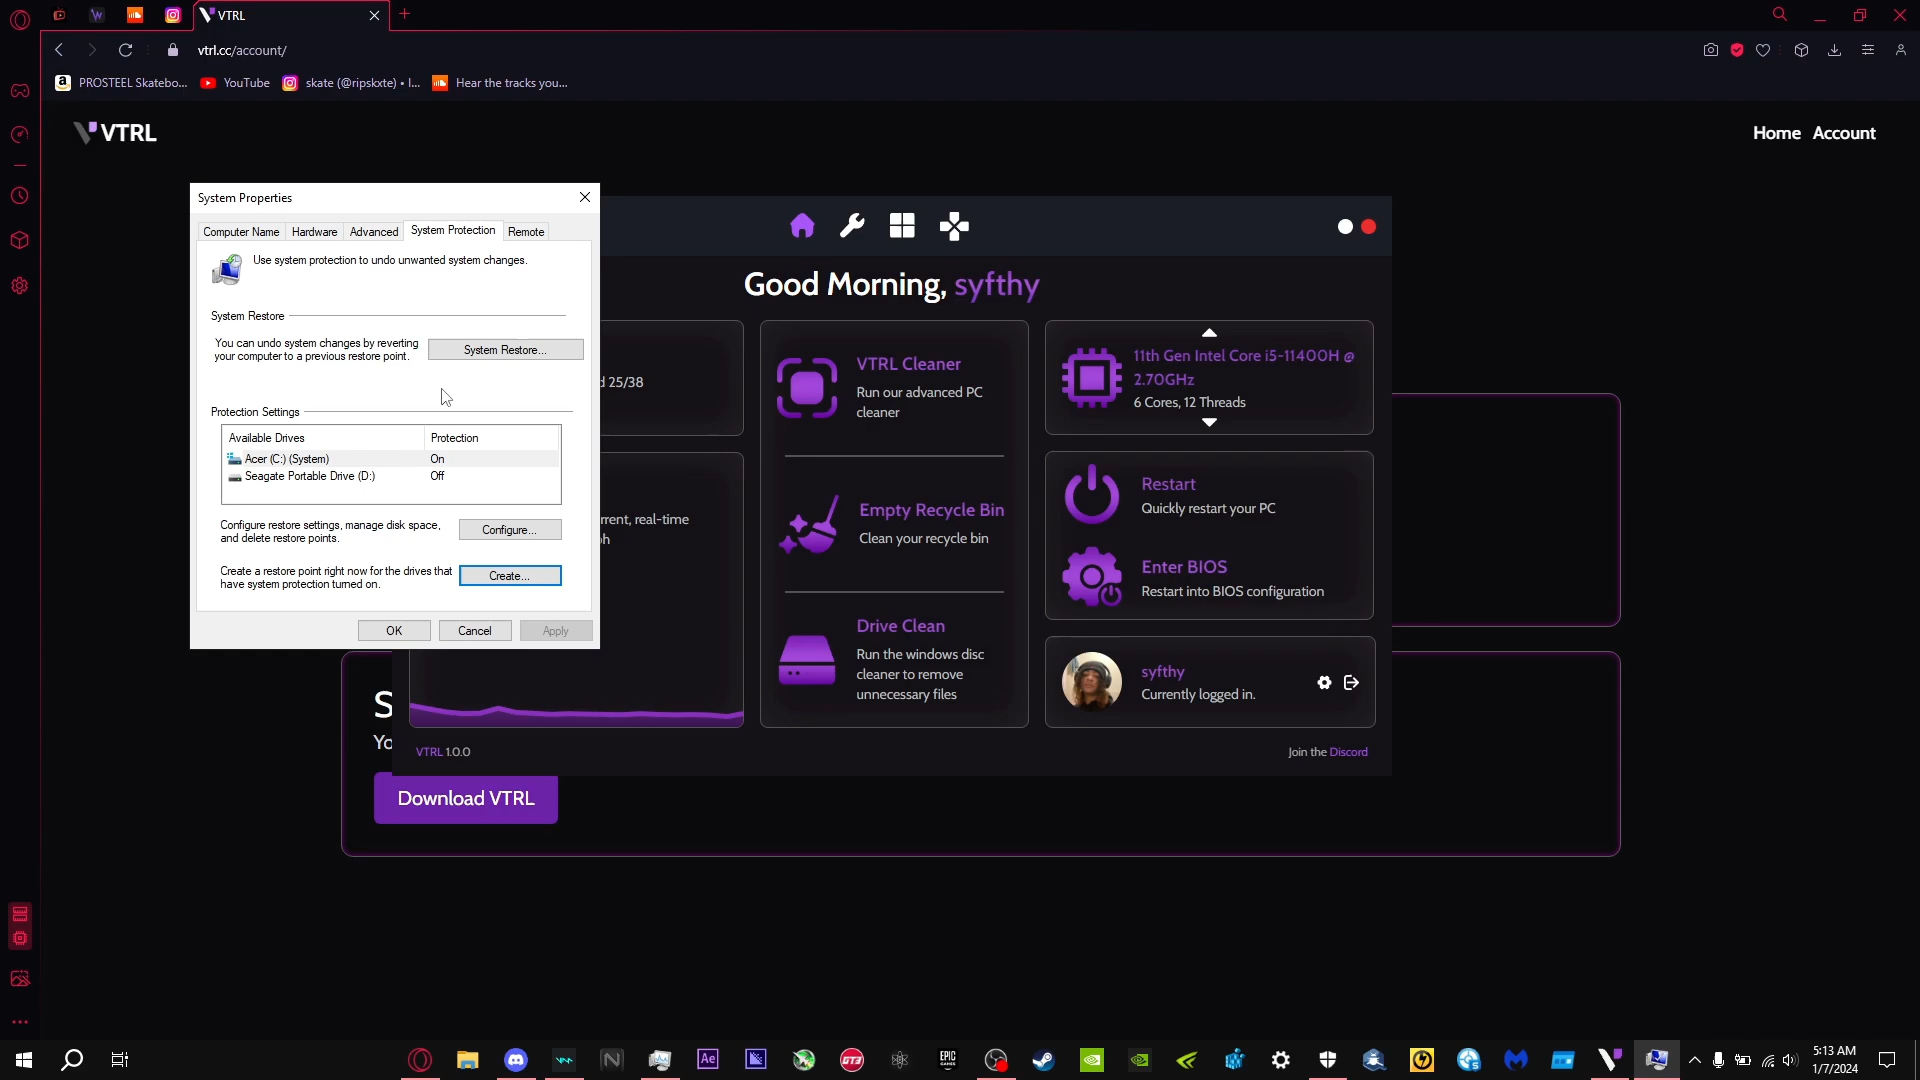 VTRL
vtrl.cc/account/
PROSTEEL Skatebo...
YouTube
skate (@ripskxte) • I...
Hear the tracks you...
VTRL
Home
Account
System Properties
Computer Name
Hardware
Advanced
System Protection
Remote
Use system protection to undo unwanted system changes.
System Restore
You can undo system changes by reverting
your computer to a previous restore point.
System Restore...
Protection Settings
Available Drives
Protection
Acer (C:) (System)
On
Seagate Portable Drive (D:)
Off
Configure restore settings, manage disk space,
and delete restore points.
Configure...
Create a restore point right now for the drives that
have system protection turned on.
Create...
OK
Cancel
Apply
Good Morning, syfthy
d 25/38
rrent, real-time
oh
VTRL Cleaner
Run our advanced PC
cleaner
Empty Recycle Bin
Clean your recycle bin
Drive Clean
Run the windows disc
cleaner to remove
unnecessary files
11th Gen Intel Core i5-11400H @
2.70GHz
6 Cores, 12 Threads
Restart
Quickly restart your PC
Enter BIOS
Restart into BIOS configuration
syfthy
Currently logged in.
VTRL 1.0.0
Join the Discord
S
Yo
Download VTRL
Ae
GT3
EPIC
GAMES
5:13 AM
1/7/2024